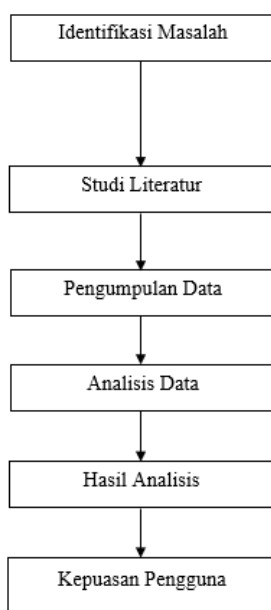 Identifikasi Masalah
Studi Literatur
Pengumpulan Data
Analisis Data
Hasil Analisis
Kepuasan Pengguna